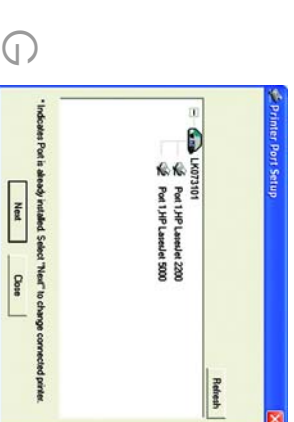 Printer Port Setup
Refresh
LK073101
Port 1,HP LaserJet 2200
Port 1,HP LaserJet 5000
* Indicates Port is already installed. Select "Next" to change connected printer.
Next
Close
G